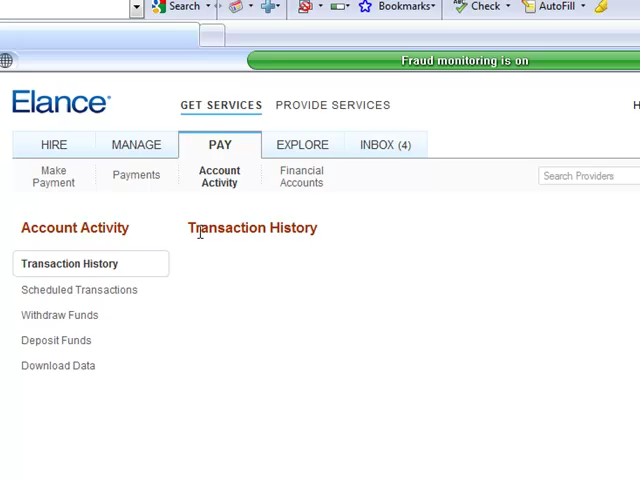 Search
Bookmarks
Check
AutoFill
Fraud monitoring is on
Elance
GET SERVICES PROVIDE SERVICES
H
HIRE MANAGE PAY EXPLORE INBOX (4)
Make Payment
Payments
Account Activity
Financial Accounts
Search Providers
Account Activity
Transaction History
Transaction History
Scheduled Transactions
Withdraw Funds
Deposit Funds
Download Data